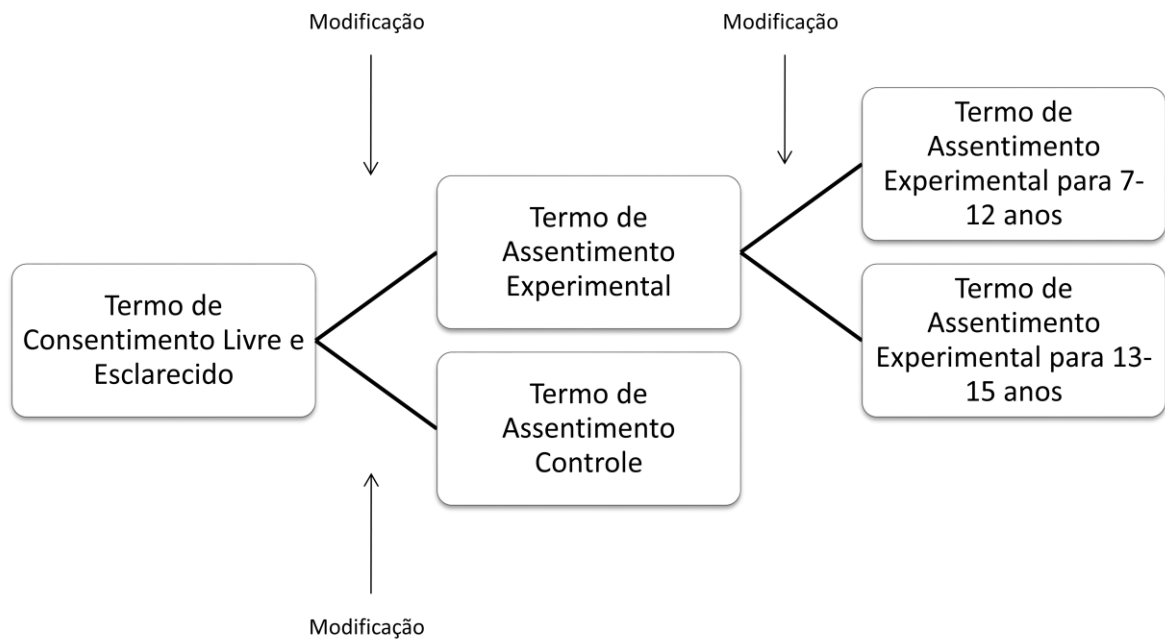 Modificação
Modificação
Termo de
Assentimento
Experimental para 7-
12 anos
Termo de
Assentimento
Experimental
Termo de
Consentimento Livre e
Esclarecido
Termo de
Assentimento
Experimental para 13-
15 anos
Termo de
Assentimento
Controle
Modificação